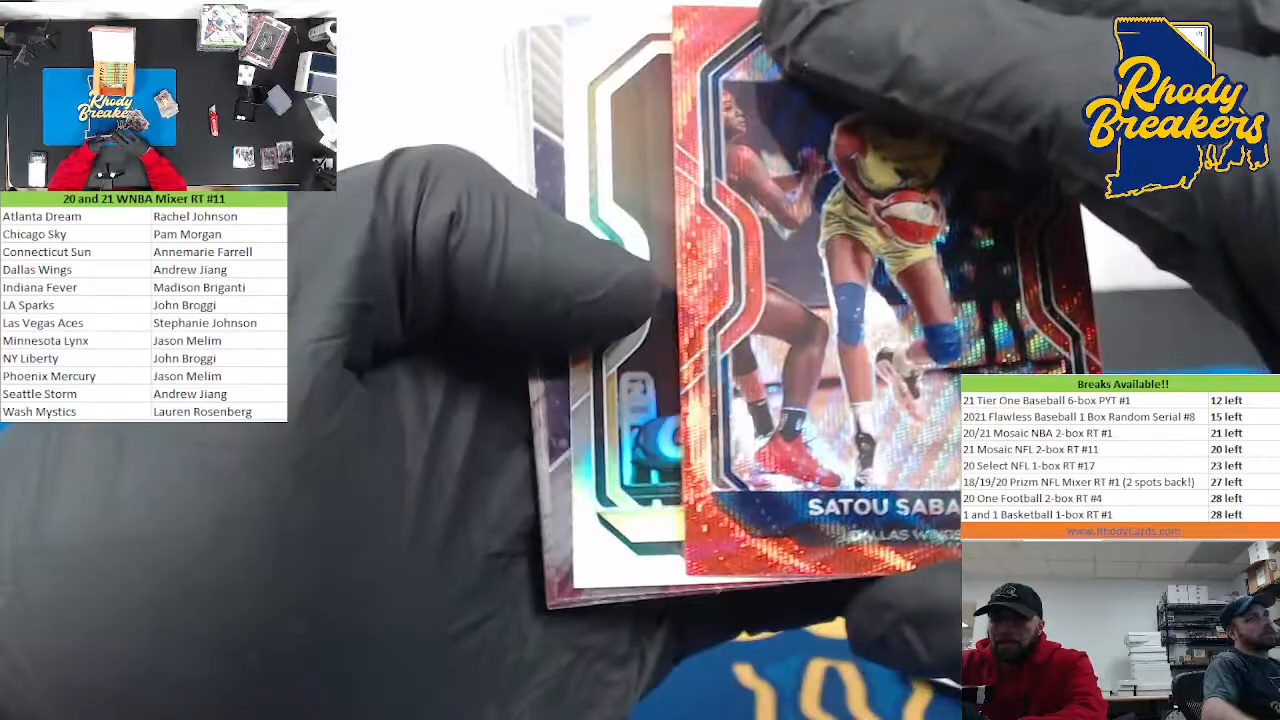 Rhody
Breakers
Rhody
Breakers
20 and 21 WNBA Mixer RT #11
Atlanta Dream Rachel Johnson
Chicago Sky Pam Morgan
Connecticut Sun Annemarie Farrell
Dallas Wings Andrew Jiang
Indiana Fever Madison Briganti
LA Sparks John Broggi
Las Vegas Aces Stephanie Johnson
Minnesota Lynx Jason Melim
NY Liberty John Broggi
Phoenix Mercury Jason Melim
Seattle Storm Andrew Jiang
Wash Mystics Lauren Rosenberg
SATOU SABA
DALLAS WINGS
Breaks Available!!
21 Tier One Baseball 6-box PYT #1 12 left
2021 Flawless Baseball 1 Box Random Serial #8 15 left
20/21 Mosaic NBA 2-box RT #1 21 left
21 Mosaic NFL 2-box RT #11 20 left
20 Select NFL 1-box RT #17 23 left
18/19/20 Prizm NFL Mixer RT #1 (2 spots back!) 27 left
20 One Football 2-box RT #4 28 left
1 and 1 Basketball 1-box RT #1 28 left
www.RhodyCards.com